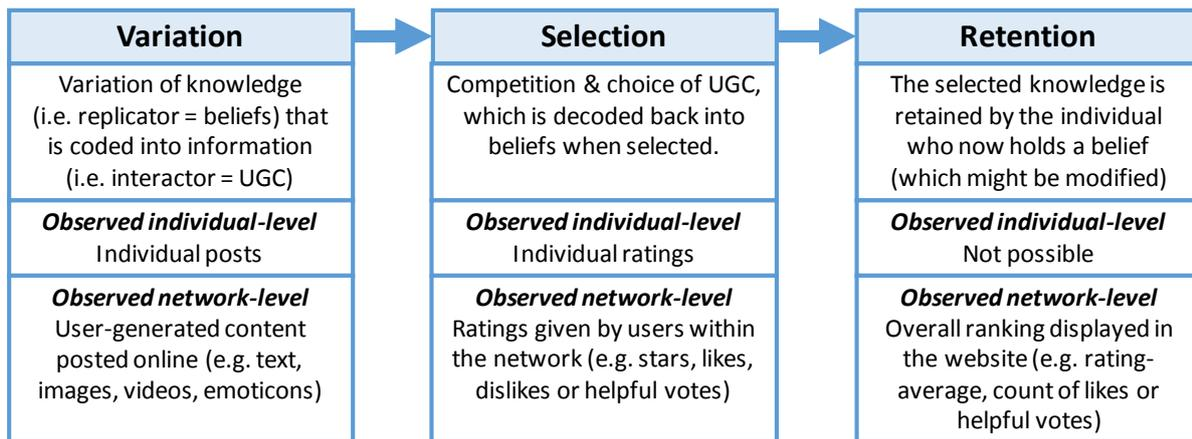 Variation
Variation of knowledge
(i.e. replicator = beliefs) that
is coded into information
(i.e. interactor = UGC)
Observed individual-level
Individual posts
Observed network-level
User-generated content
posted online (e.g. text,
images, videos, emoticons)
Selection
Competition & choice of UGC,
which is decoded back into
beliefs when selected.
Observed individual-level
Individual ratings
Observed network-level
Ratings given by users within
the network (e.g. stars, likes,
dislikes or helpful votes)
Retention
The selected knowledge is
retained by the individual
who now holds a belief
(which might be modified)
Observed individual-level
Not possible
Observed network-level
Overall ranking displayed in
the website (e.g. rating-
average, count of likes or
helpful votes)